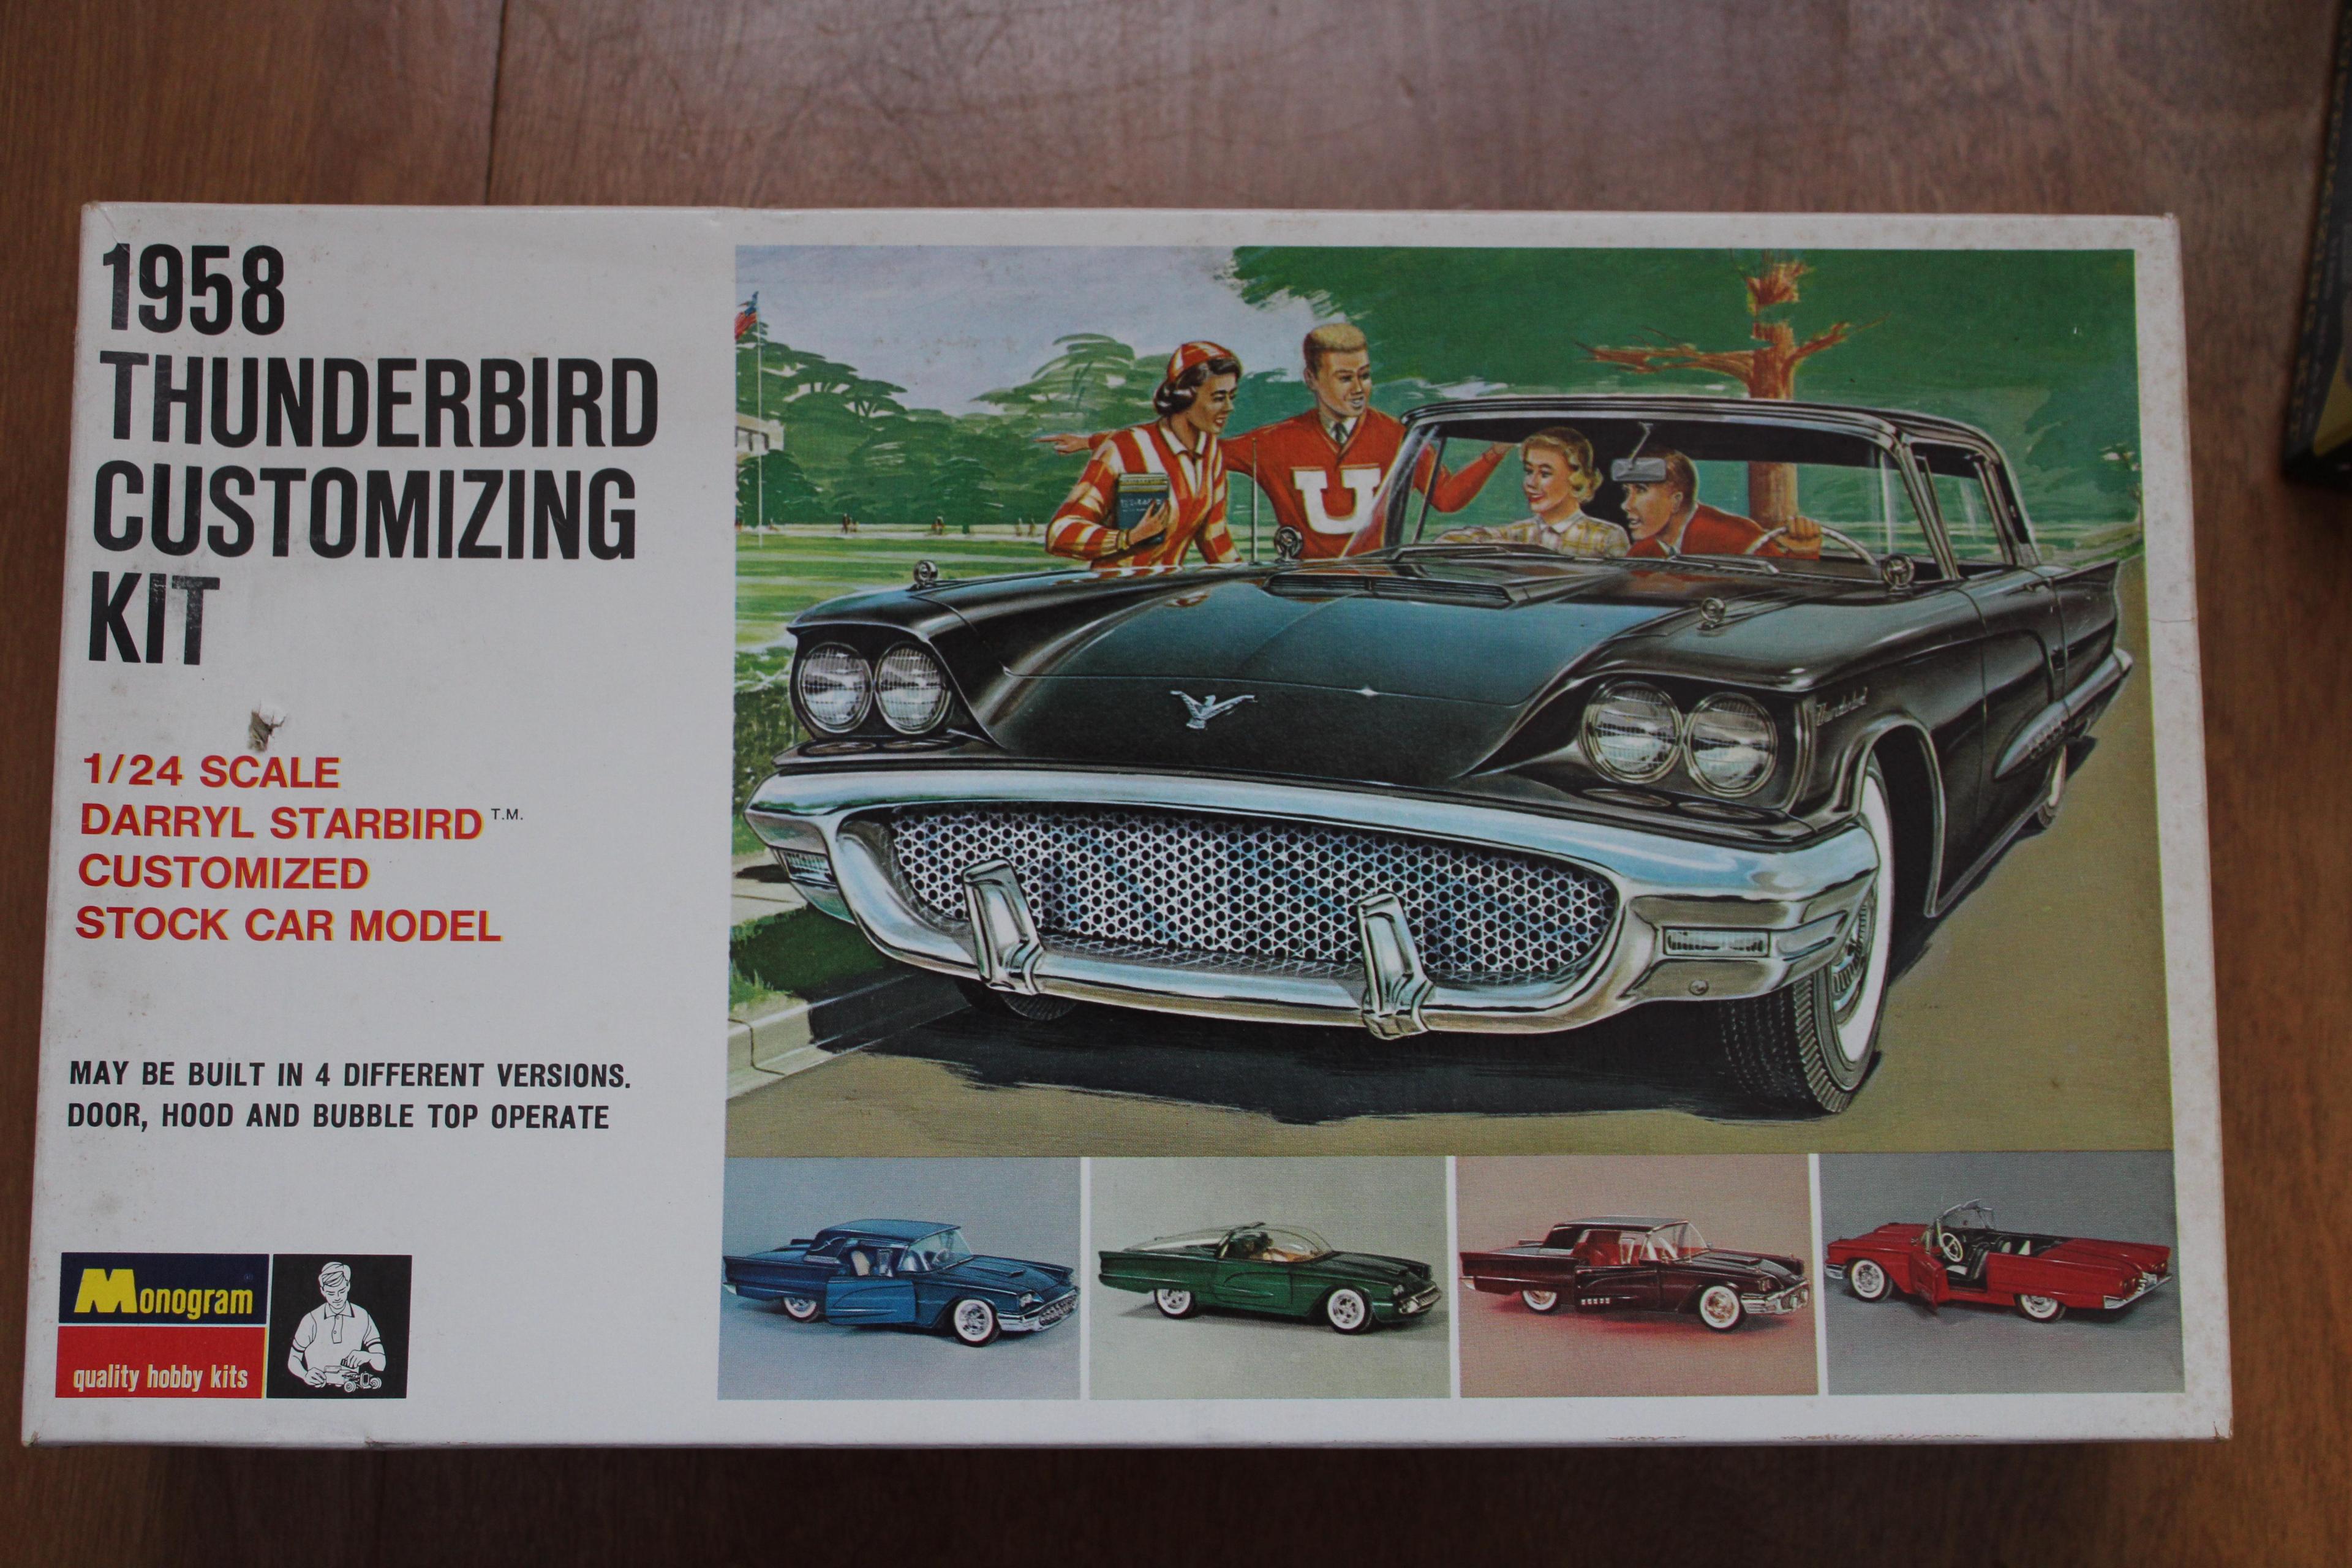 1958
THUNDERBIRD
CUSTOMIZING
KIT
1/24 SCALE
DARRYL STARBIRD T.M.
CUSTOMIZED
STOCK CAR MODEL
MAY BE BUILT IN 4 DIFFERENT VERSIONS.
DOOR, HOOD AND BUBBLE TOP OPERATE
Monogram
quality hobby kits
U
Thunderbird